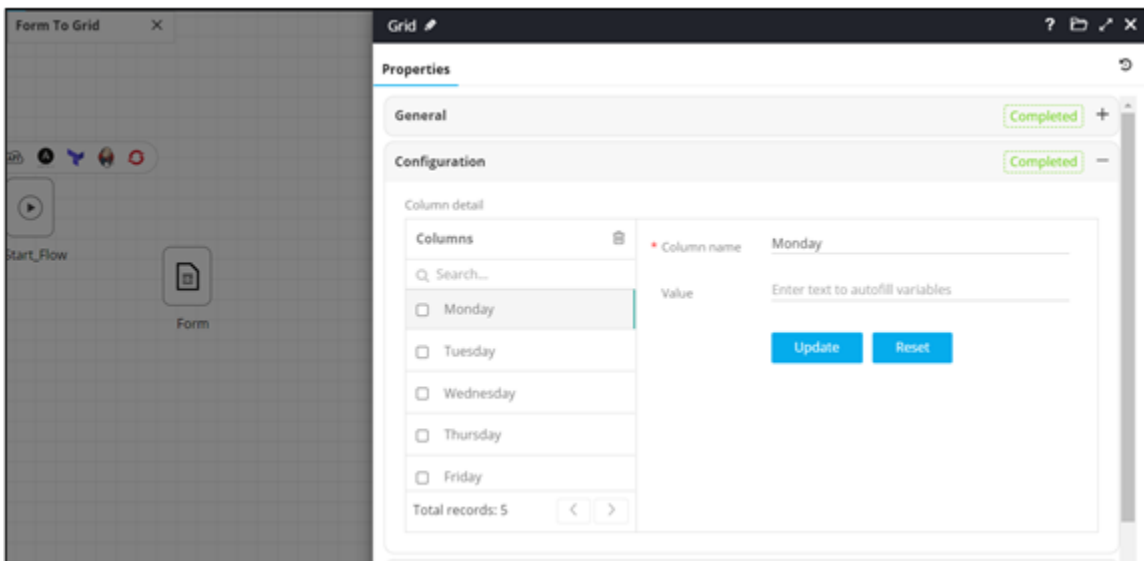 Form To Grid
Grid
Properties
General
Completed
Configuration
Completed
Column detail
Columns
Search...
Monday
Tuesday
Wednesday
Thursday
Friday
Total records: 5
* Column name
Monday
Value
Enter text to autofill variables
Update
Reset
Start_Flow
Form